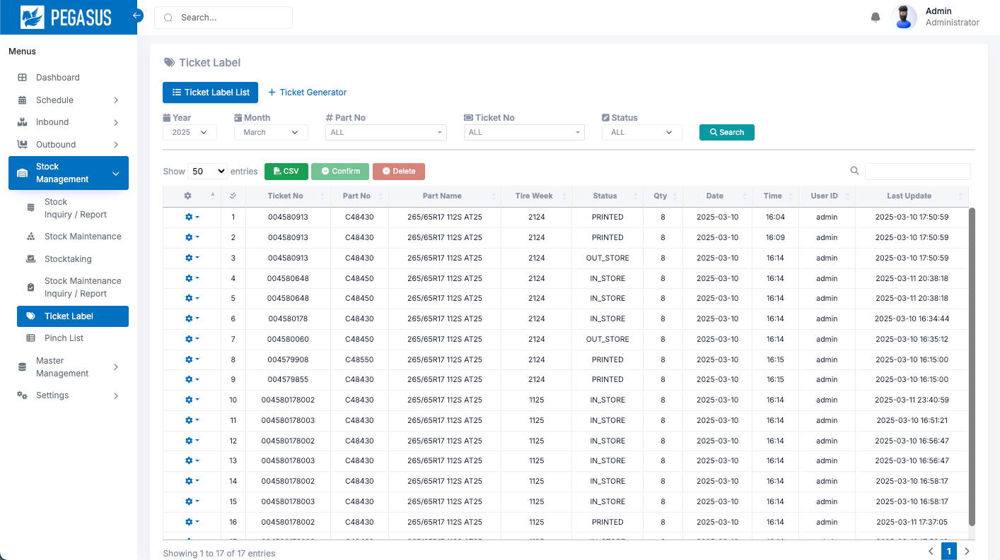 PEGASUS
Search...
Admin
Administrator
Menus
Dashboard
Schedule
Inbound
Outbound
Stock
Management
Stock
Inquiry / Report
Stock Maintenance
Stocktaking
Stock Maintenance
Inquiry / Report
Ticket Label
Pinch List
Master
Management
Settings
Ticket Label
Ticket Label List + Ticket Generator
Year Month # Part No Ticket No Status
2025 March ALL ALL ALL Search
Show 50 entries CSV Confirm Delete
Ticket No Part No Part Name Tire Week Status Qty Date Time User ID Last Update
1 004580913 C48430 265/65R17 112S AT25 2124 PRINTED 8 2025-03-10 16:04 admin 2025-03-10 17:50:59
2 004580913 C48430 265/65R17 112S AT25 2124 PRINTED 8 2025-03-10 16:09 admin 2025-03-10 17:50:59
3 004580913 C48430 265/65R17 112S AT25 2124 OUT_STORE 8 2025-03-10 16:14 admin 2025-03-10 17:50:59
4 004580648 C48450 265/65R17 112S AT25 2124 IN_STORE 8 2025-03-10 16:14 admin 2025-03-11 20:38:18
5 004580648 C48450 265/65R17 112S AT25 2124 IN_STORE 8 2025-03-10 16:14 admin 2025-03-11 20:38:18
6 004580178 C48430 265/65R17 112S AT25 2124 IN_STORE 8 2025-03-10 16:14 admin 2025-03-10 16:34:44
7 004580060 C48450 265/65R17 112S AT25 2124 OUT_STORE 8 2025-03-10 16:14 admin 2025-03-10 16:35:12
8 004579908 C48550 265/65R17 112S AT25 2124 PRINTED 8 2025-03-10 16:15 admin 2025-03-10 16:15:00
9 004579855 C48430 265/65R17 112S AT25 2124 PRINTED 8 2025-03-10 16:15 admin 2025-03-10 16:15:00
10 004580178002 C48430 265/65R17 112S AT25 1125 IN_STORE 8 2025-03-10 16:14 admin 2025-03-11 23:40:59
11 004580178003 C48430 265/65R17 112S AT25 1125 IN_STORE 8 2025-03-10 16:14 admin 2025-03-10 16:51:21
12 004580178002 C48430 265/65R17 112S AT25 1125 IN_STORE 8 2025-03-10 16:14 admin 2025-03-10 16:56:47
13 004580178003 C48430 265/65R17 112S AT25 1125 IN_STORE 8 2025-03-10 16:14 admin 2025-03-10 16:56:47
14 004580178002 C48430 265/65R17 112S AT25 1125 IN_STORE 8 2025-03-10 16:14 admin 2025-03-10 16:58:17
15 004580178003 C48430 265/65R17 112S AT25 1125 IN_STORE 8 2025-03-10 16:14 admin 2025-03-10 16:58:17
16 004580178002 C48430 265/65R17 112S AT25 1125 PRINTED 8 2025-03-10 16:14 admin 2025-03-11 17:37:05
Showing 1 to 17 of 17 entries
1